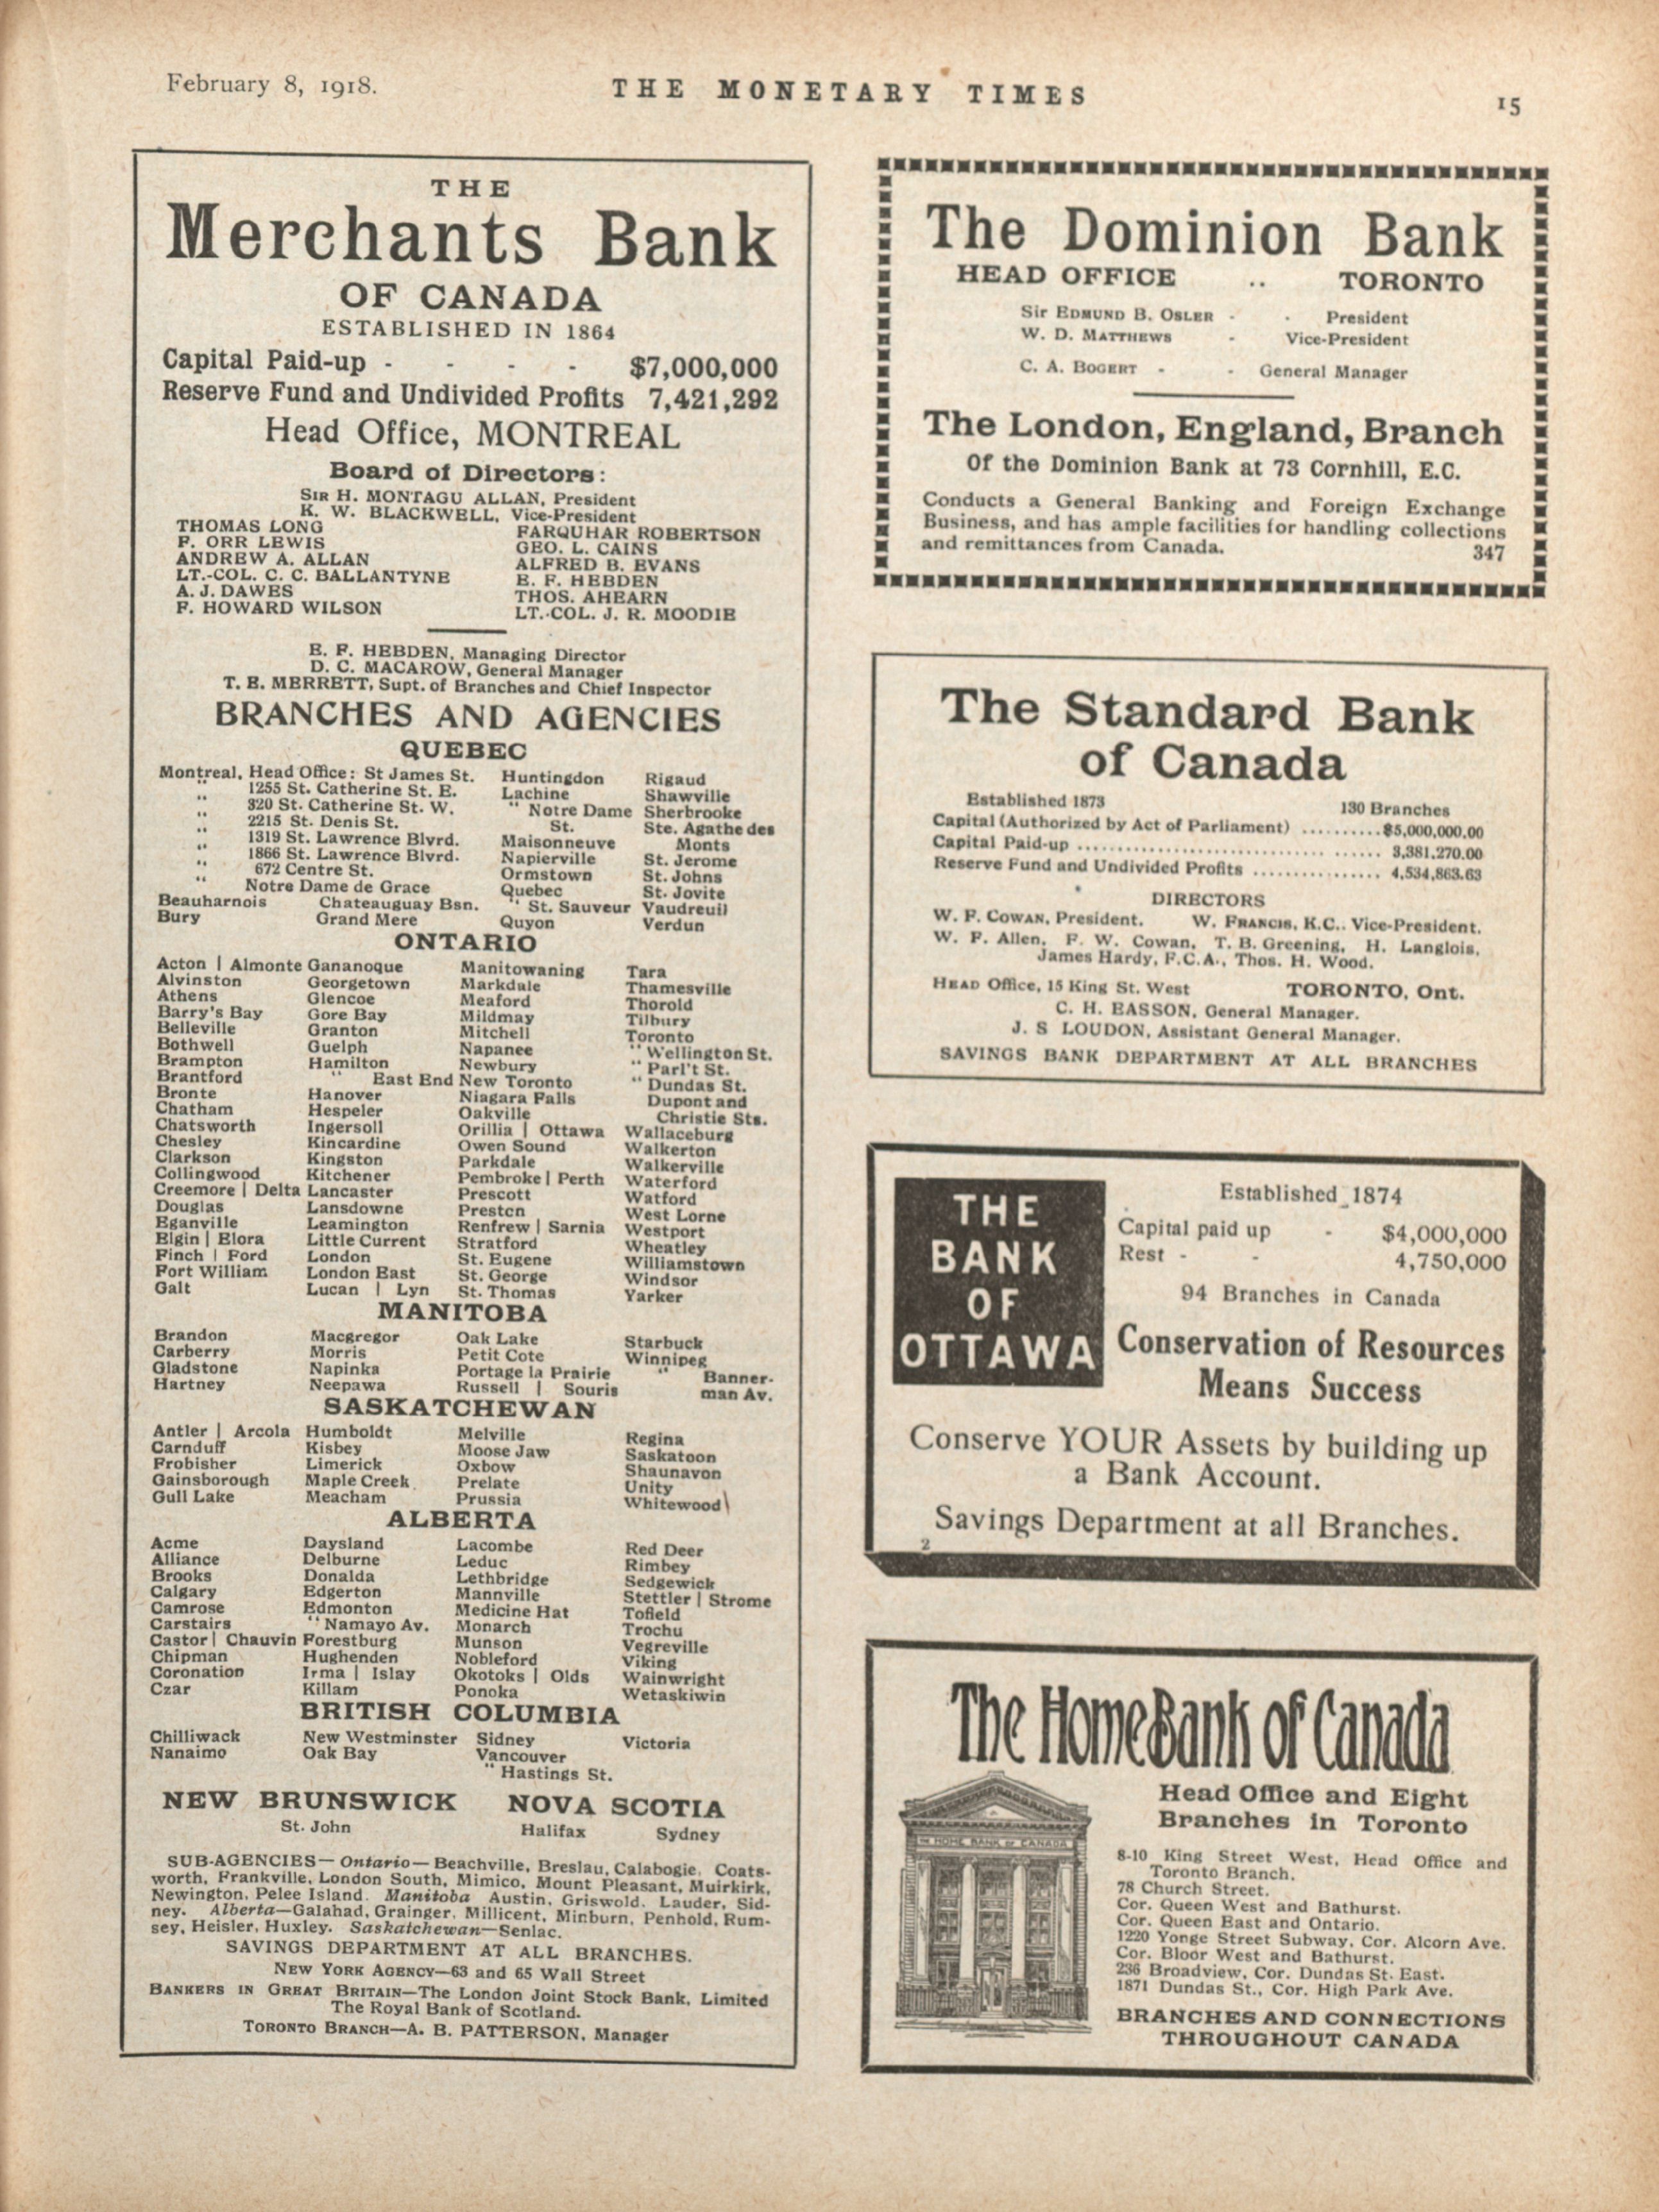 February 8, 1918.
THE MONETARY TIMES
15
THE
Merchants Bank
OF CANADA
ESTABLISHED IN 1864
Capital Paid-up - - - - $7,000,000
Reserve Fund and Undivided Profits 7,421,292
Head Office, MONTREAL
Board of Directors:
SIR H. MONTAGU ALLAN, President
K. W. BLACKWELL, Vice-President
THOMAS LONG FARQUHAR ROBERTSON
F. ORR LEWIS GEO. L. CAINS
ANDREW A. ALLAN ALFRED B. EVANS
LT.-COL. C. C. BALLANTYNE E. F. HEBDEN
A. J. DAWES THOS. AHEARN
F. HOWARD WILSON LT.-COL. J. R. MOODIE
E. F. HEBDEN, Managing Director
D. C. MACAROW, General Manager
T. E. MERRETT, Supt. of Branches and Chief Inspector
BRANCHES AND AGENCIES
QUEBEC
Montreal, Head Office: St James St. Huntingdon Rigaud
" 1255 St. Catherine St. E. Lachine Shawville
" 320 St. Catherine St. W. " Notre Dame Sherbrooke
" 2215 St. Denis St. St. Ste. Agathe des
" 1319 St. Lawrence Blvrd. Maisonneuve Monts
" 1866 St. Lawrence Blvrd. Napierville St. Jerome
" 672 Centre St. Ormstown St. Johns
Notre Dame de Grace Quebec St. Jovite
Beauharnois Chateauguay Bsn. " St. Sauveur Vaudreuil
Bury Grand Mere Quyon Verdun
ONTARIO
Acton | Almonte Gananoque Manitowaning Tara
Alvinston Georgetown Markdale Thamesville
Athens Glencoe Meaford Thorold
Barry's Bay Gore Bay Mildmay Tilbury
Belleville Granton Mitchell Toronto
Bothwell Guelph Napanee " Wellington St.
Brampton Hamilton Newbury " Parl't St.
Brantford " East End New Toronto " Dundas St.
Bronte Hanover Niagara Falls Dupont and
Chatham Hespeler Oakville Christie Sts.
Chatsworth Ingersoll Orillia | Ottawa Wallaceburg
Chesley Kincardine Owen Sound Walkerton
Clarkson Kingston Parkdale Walkerville
Collingwood Kitchener Pembroke | Perth Waterford
Creemore | Delta Lancaster Prescott Watford
Douglas Lansdowne Preston West Lorne
Eganville Leamington Renfrew | Sarnia Westport
Elgin | Elora Little Current Stratford Wheatley
Finch | Ford London St. Eugene Williamstown
Fort William London East St. George Windsor
Galt Lucan | Lyn St. Thomas Yarker
MANITOBA
Brandon Macgregor Oak Lake Starbuck
Carberry Morris Petit Cote Winnipeg
Gladstone Napinka Portage la Prairie " Banner-
Hartney Neepawa Russell | Souris man Av.
SASKATCHEWAN
Antler | Arcola Humboldt Melville Regina
Carnduff Kisbey Moose Jaw Saskatoon
Frobisher Limerick Oxbow Shaunavon
Gainsborough Maple Creek Prelate Unity
Gull Lake Meacham Prussia Whitewood
ALBERTA
Acme Daysland Lacombe Red Deer
Alliance Delburne Leduc Rimbey
Brooks Donalda Lethbridge Sedgewick
Calgary Edgerton Mannville Stettler | Strome
Camrose Edmonton Medicine Hat Tofield
Carstairs " Namayo Av. Monarch Trochu
Castor | Chauvin Forestburg Munson Vegreville
Chipman Hughenden Nobleford Viking
Coronation Irma | Islay Okotoks | Olds Wainwright
Czar Killam Ponoka Wetaskiwin
BRITISH COLUMBIA
Chilliwack New Westminster Sidney Victoria
Nanaimo Oak Bay Vancouver
" Hastings St.
NEW BRUNSWICK NOVA SCOTIA
St. John Halifax Sydney
SUB-AGENCIES—Ontario—Beachville, Breslau, Calabogie, Coats-
worth, Frankville, London South, Mimico, Mount Pleasant, Muirkirk,
Newington, Pelee Island. Manitoba Austin, Griswold, Lauder, Sid-
ney. Alberta—Galahad, Grainger, Millicent, Minburn, Penhold, Rum-
sey, Heisler, Huxley. Saskatchewan—Senlac.
SAVINGS DEPARTMENT AT ALL BRANCHES.
NEW YORK AGENCY—63 and 65 Wall Street
BANKERS IN GREAT BRITAIN—The London Joint Stock Bank, Limited
The Royal Bank of Scotland.
TORONTO BRANCH—A. B. PATTERSON, Manager
The Dominion Bank
HEAD OFFICE .. TORONTO
Sir EDMUND B. OSLER - - President
W. D. MATTHEWS - Vice-President
C. A. BOGERT - - General Manager
The London, England, Branch
Of the Dominion Bank at 73 Cornhill, E.C.
Conducts a General Banking and Foreign Exchange
Business, and has ample facilities for handling collections
and remittances from Canada. 347
The Standard Bank
of Canada
Established 1873 130 Branches
Capital (Authorized by Act of Parliament) ..........$5,000,000.00
Capital Paid-up .......................................... 3,381,270.00
Reserve Fund and Undivided Profits ................ 4,534,863.63
DIRECTORS
W. F. COWAN, President. W. FRANCIS, K.C., Vice-President.
W. F. Allen, F. W. Cowan, T. B. Greening, H. Langlois,
James Hardy, F.C.A., Thos. H. Wood.
HEAD Office, 15 King St. West TORONTO, Ont.
C. H. EASSON, General Manager.
J. S LOUDON, Assistant General Manager.
SAVINGS BANK DEPARTMENT AT ALL BRANCHES
THE
BANK
OF
OTTAWA
Established 1874
Capital paid up - $4,000,000
Rest - - 4,750,000
94 Branches in Canada
Conservation of Resources
Means Success
Conserve YOUR Assets by building up
a Bank Account.
Savings Department at all Branches.
2
The Home Bank of Canada
THE HOME BANK OF CANADA
Head Office and Eight
Branches in Toronto
8-10 King Street West, Head Office and
Toronto Branch.
78 Church Street.
Cor. Queen West and Bathurst.
Cor. Queen East and Ontario.
1220 Yonge Street Subway, Cor. Alcorn Ave.
Cor. Bloor West and Bathurst.
236 Broadview, Cor. Dundas St. East.
1871 Dundas St., Cor. High Park Ave.
BRANCHES AND CONNECTIONS
THROUGHOUT CANADA